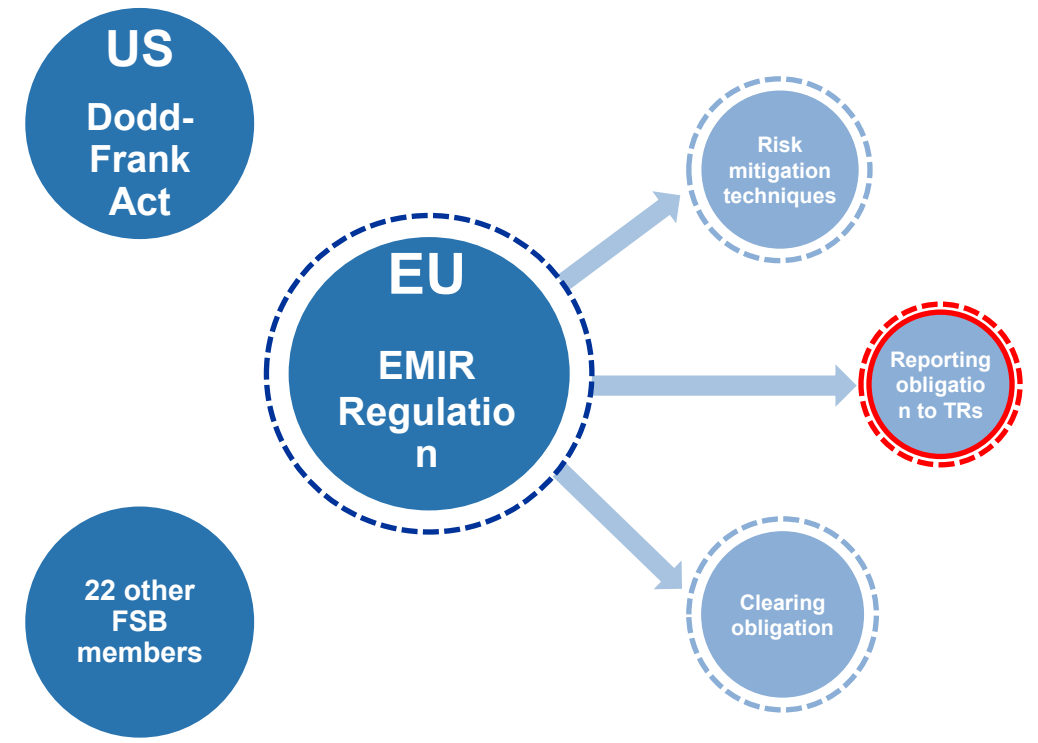 US
Dodd-
Frank
Act
EU
EMIR
Regulatio
n
22 other
FSB
members
Risk
mitigation
techniques
Reporting
obligatio
n to TRs
Clearing
obligation